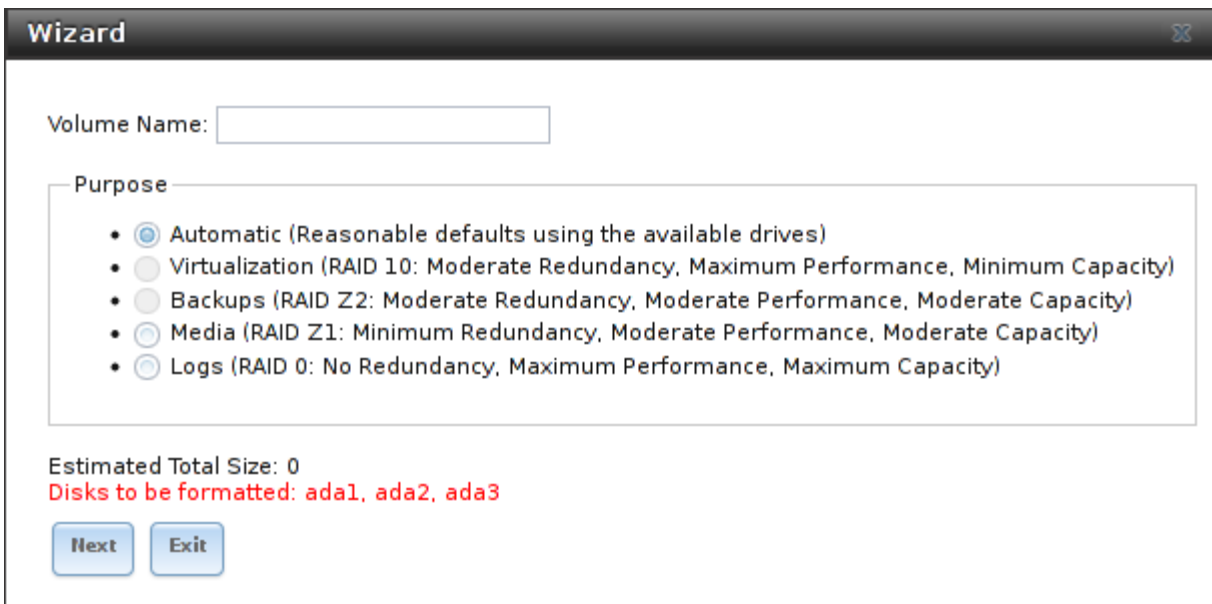 Wizard
Volume Name:
Purpose
Automatic (Reasonable defaults using the available drives)
Virtualization (RAID 10: Moderate Redundancy, Maximum Performance, Minimum Capacity)
Backups (RAID Z2: Moderate Redundancy, Moderate Performance, Moderate Capacity)
Media (RAID Z1: Minimum Redundancy, Moderate Performance, Moderate Capacity)
Logs (RAID 0: No Redundancy, Maximum Performance, Maximum Capacity)
Estimated Total Size: 0
Disks to be formatted: ada1, ada2, ada3
Next Exit